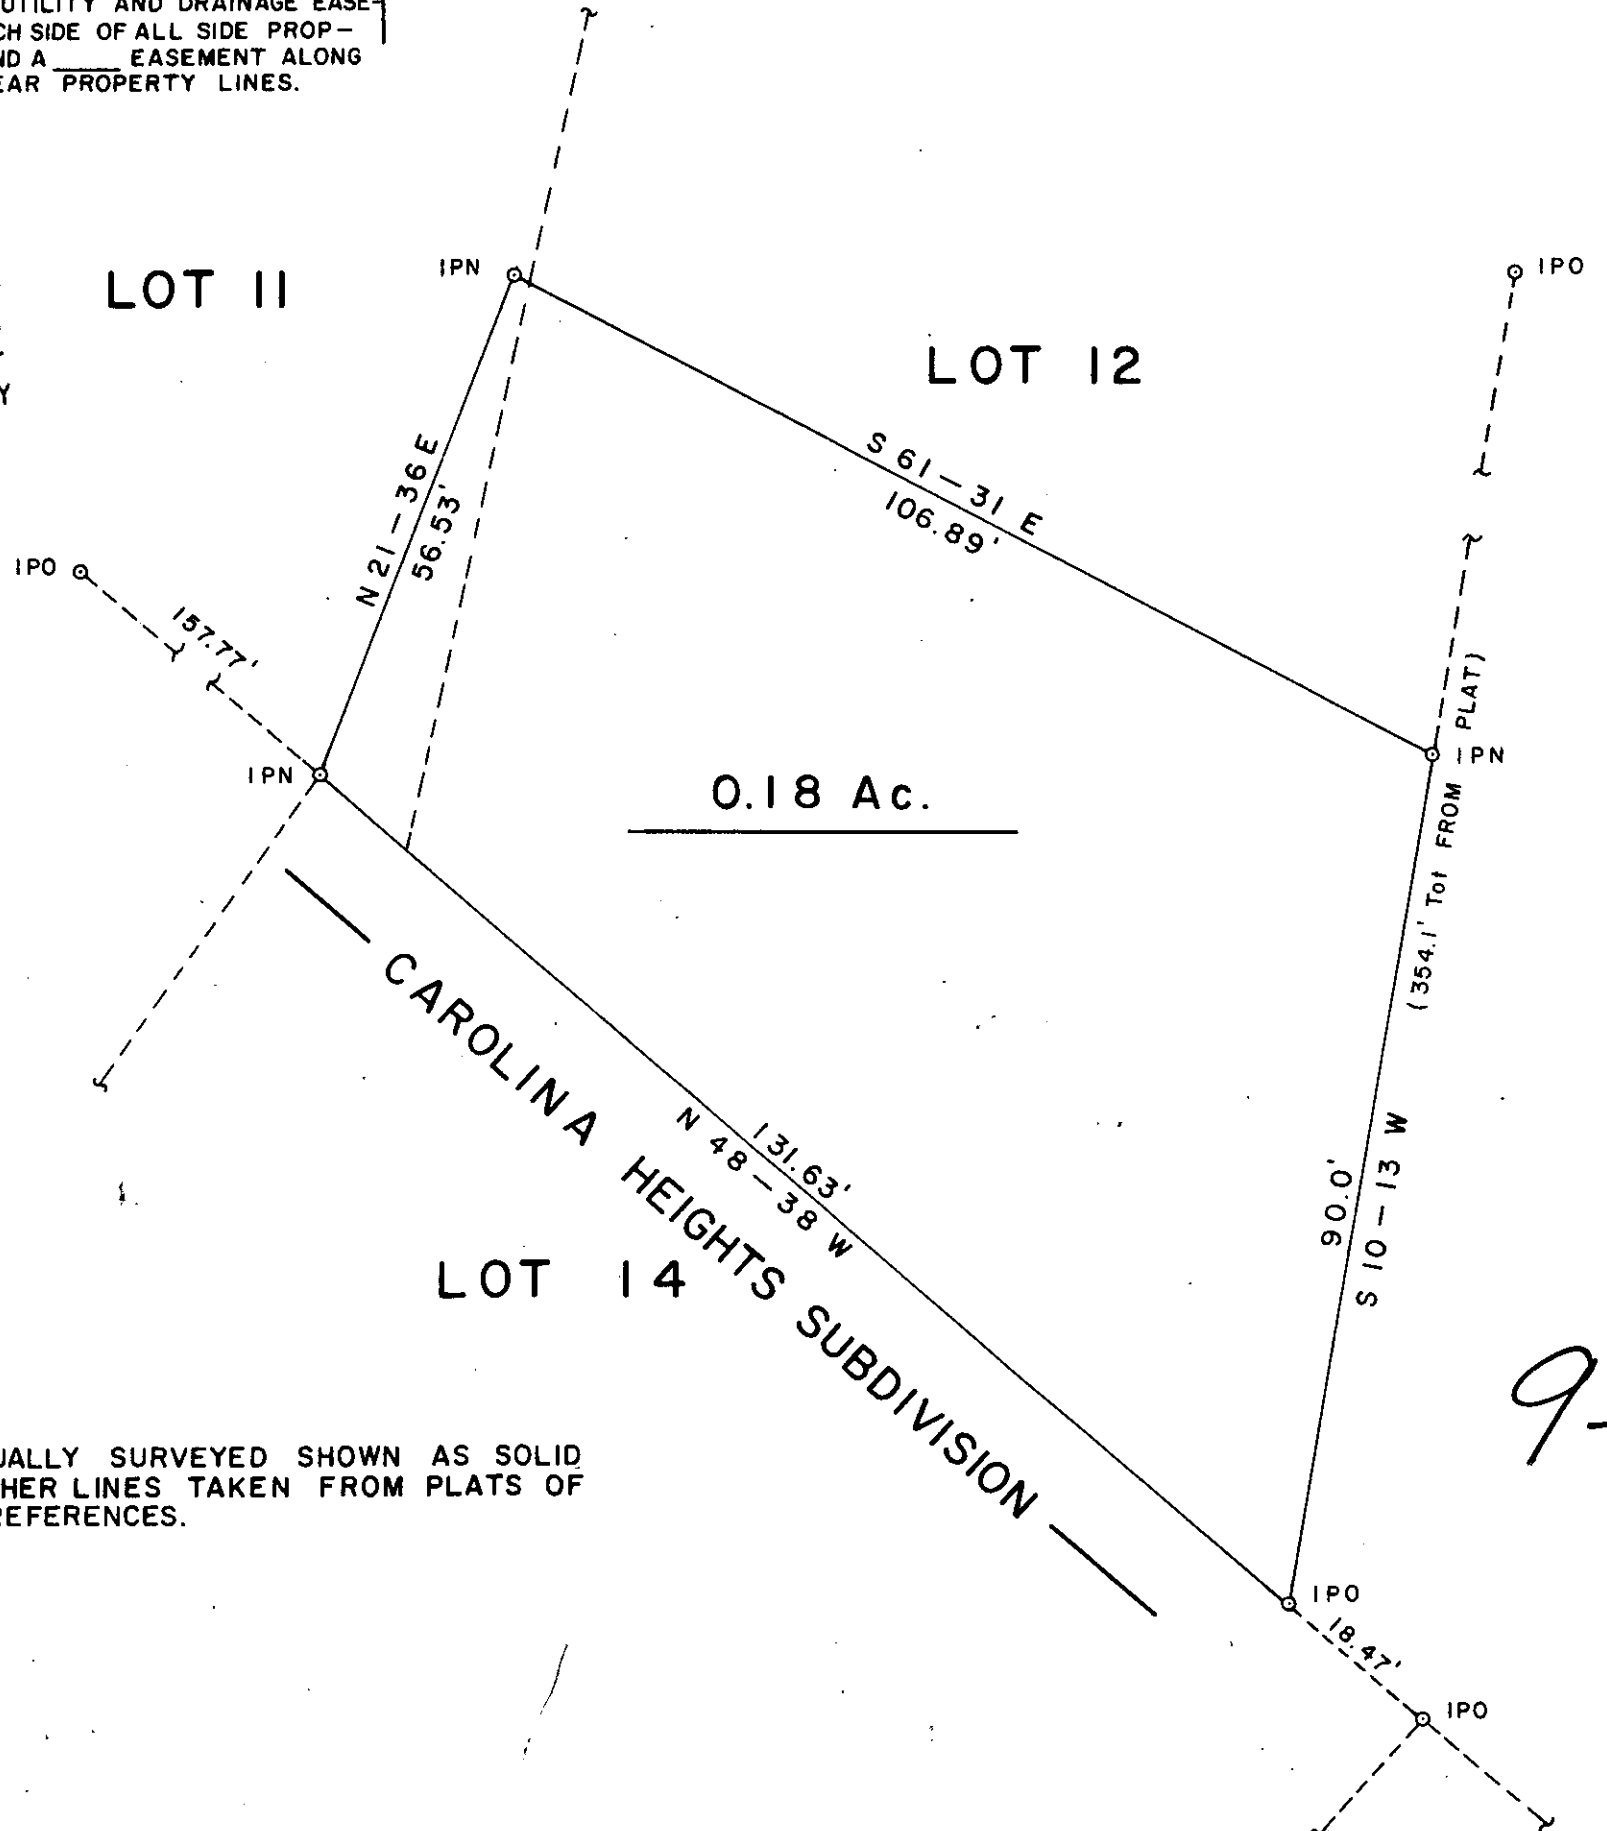 UTILITY AND DRAINAGE EASE-
CH SIDE OF ALL SIDE PROP-
ND A ____ EASEMENT ALONG
EAR PROPERTY LINES.
IPN
IPO
LOT 11
LOT 12
Y
N 21-36 E
56.53'
S 61-31 E
106.89'
IPO
157.77'
IPN
IPN
0.18 Ac.
(354.1' Tot FROM PLAT)
CAROLINA HEIGHTS SUBDIVISION
131.63'
N 48-38 W
90.0'
S 10-13 W
LOT 14
9-
UALLY SURVEYED SHOWN AS SOLID
HER LINES TAKEN FROM PLATS OF
REFERENCES.
IPO
18.47'
IPO